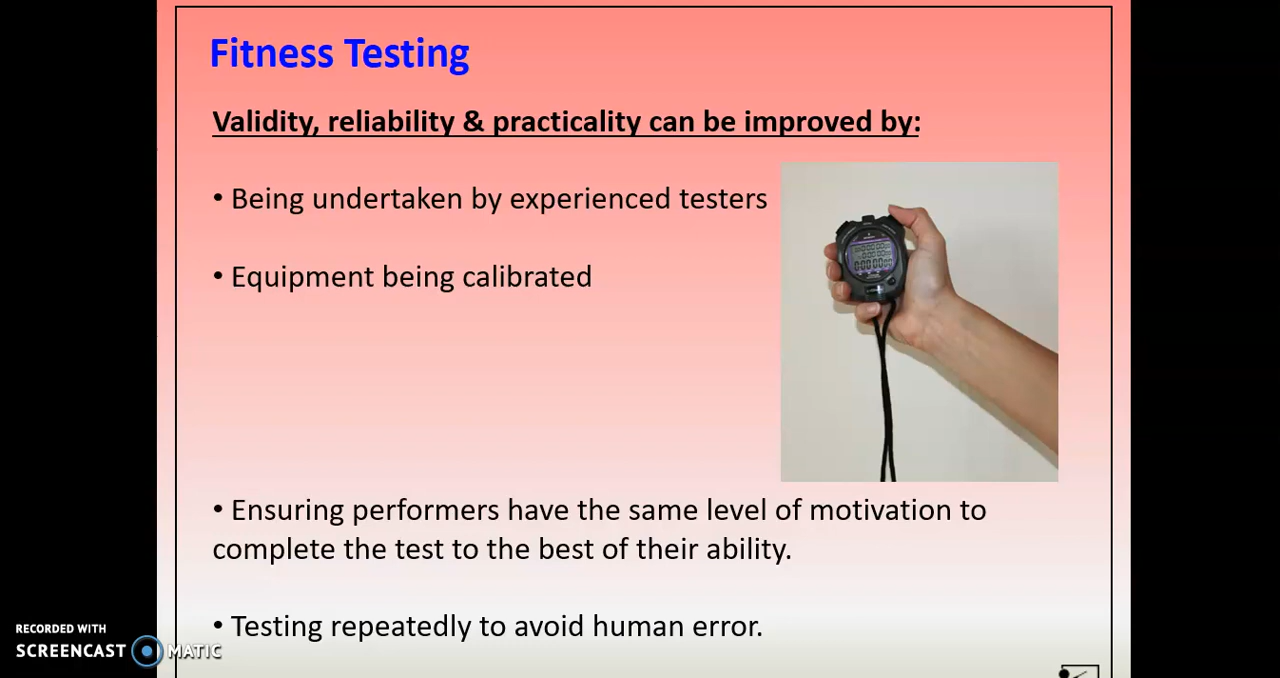 Fitness Testing
Validity, reliability & practicality can be improved by:
• Being undertaken by experienced testers
• Equipment being calibrated
• Ensuring performers have the same level of motivation to
complete the test to the best of their ability.
• Testing repeatedly to avoid human error.
RECORDED WITH
SCREENCAST MATIC